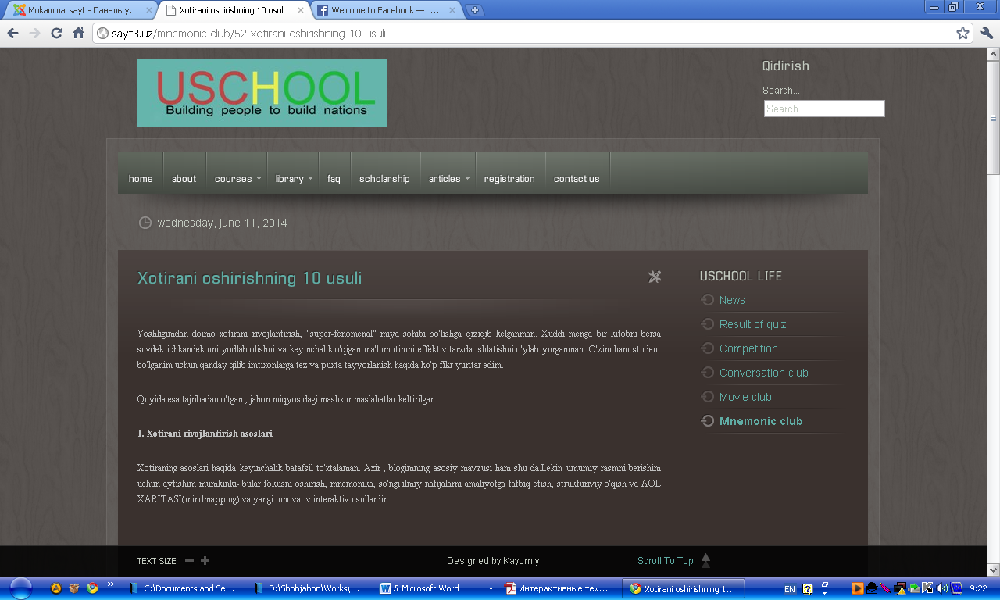 Mukammal sayt - Панель у...
Xotirani oshirishning 10 usuli
Welcome to Facebook — L...
sayt3.uz/mnemonic-club/52-xotirani-oshirishning-10-usuli
USCHOOL
Building people to build nations
Qidirish
Search...
Search...
home about courses library faq scholarship articles registration contact us
wednesday, june 11, 2014
Xotirani oshirishning 10 usuli
Yoshligimdan doimo xotirani rivojlantirish, "super-fenomenal" miya sohibi bo'lishga qiziqib kelganman. Xuddi menga bir kitobni bersa
suvdek ichkandek uni yodlab olishni va keyinchalik o'qigan ma'lumotimni effektiv tarzda ishlatishni o'ylab yurganman. O'zim ham student
bo'lganim uchun qanday qilib imtixonlarga tez va puxta tayyorlanish haqida ko'p fikr yuritar edim.
Quyida esa tajribadan o'tgan , jahon miqyosidagi mashxur maslahatlar keltirilgan.
1. Xotirani rivojlantirish asoslari
Xotiraning asoslari haqida keyinchalik batafsil to'xtalaman. Axir , blogimning asosiy mavzusi ham shu da.Lekin umumiy rasmni berishim
uchun aytishim mumkinki- bular fokusni oshirish, mnemonika, so'ngi ilmiy natijalarni amaliyotga tatbiq etish, strukturiviy o'qish va AQL
XARITASI(mindmapping) va yangi innovativ interaktiv usullardir.
USCHOOL LIFE
News
Result of quiz
Competition
Conversation club
Movie club
Mnemonic club
TEXT SIZE
Designed by Kayumiy
Scroll To Top
C:\Documents and Se...
D:\Shohjahon\Works\...
5 Microsoft Word
Интерактивные тех...
Xotirani oshirishning 1...
EN
9:22